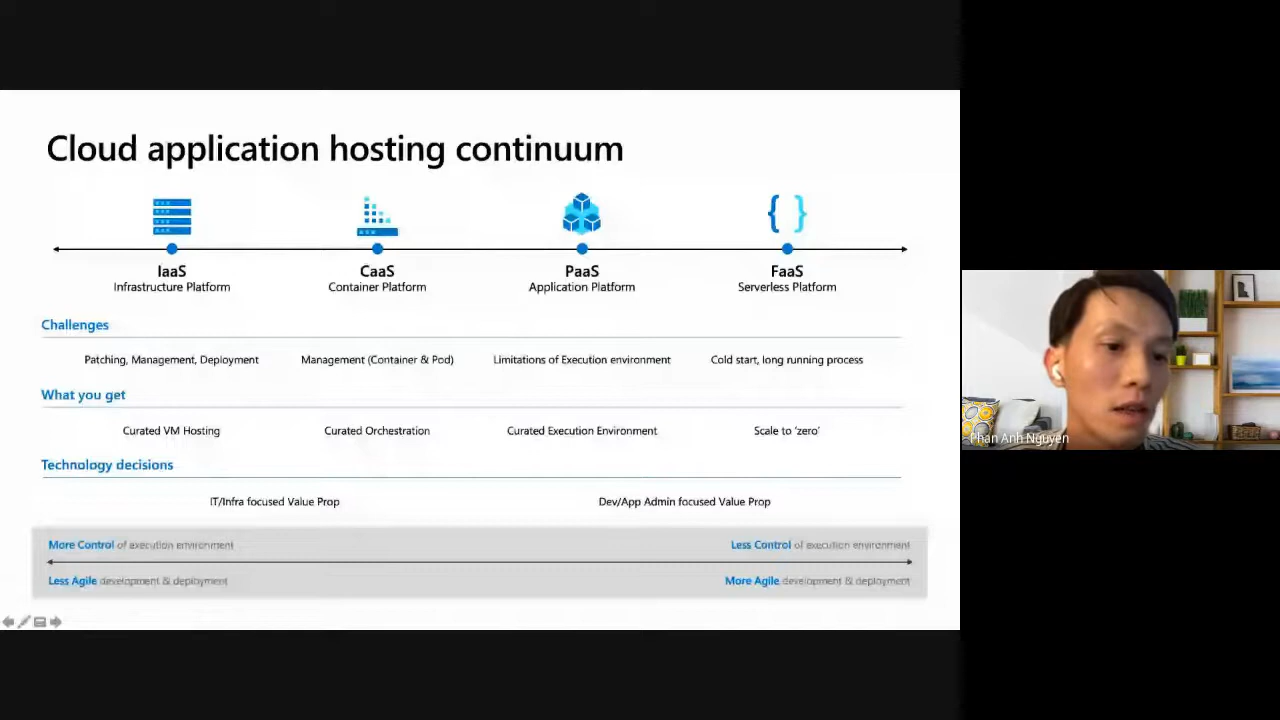 Cloud application hosting continuum
IaaS
Infrastructure Platform
CaaS
Container Platform
PaaS
Application Platform
FaaS
Serverless Platform
Challenges
Patching, Management, Deployment
Management (Container & Pod)
Limitations of Execution environment
Cold start, long running process
What you get
Curated VM Hosting
Curated Orchestration
Curated Execution Environment
Scale to 'zero'
Technology decisions
IT/Infra focused Value Prop
Dev/App Admin focused Value Prop
More Control of execution environment
Less Control of execution environment
Less Agile development & deployment
More Agile development & deployment
Phan Anh Nguyen